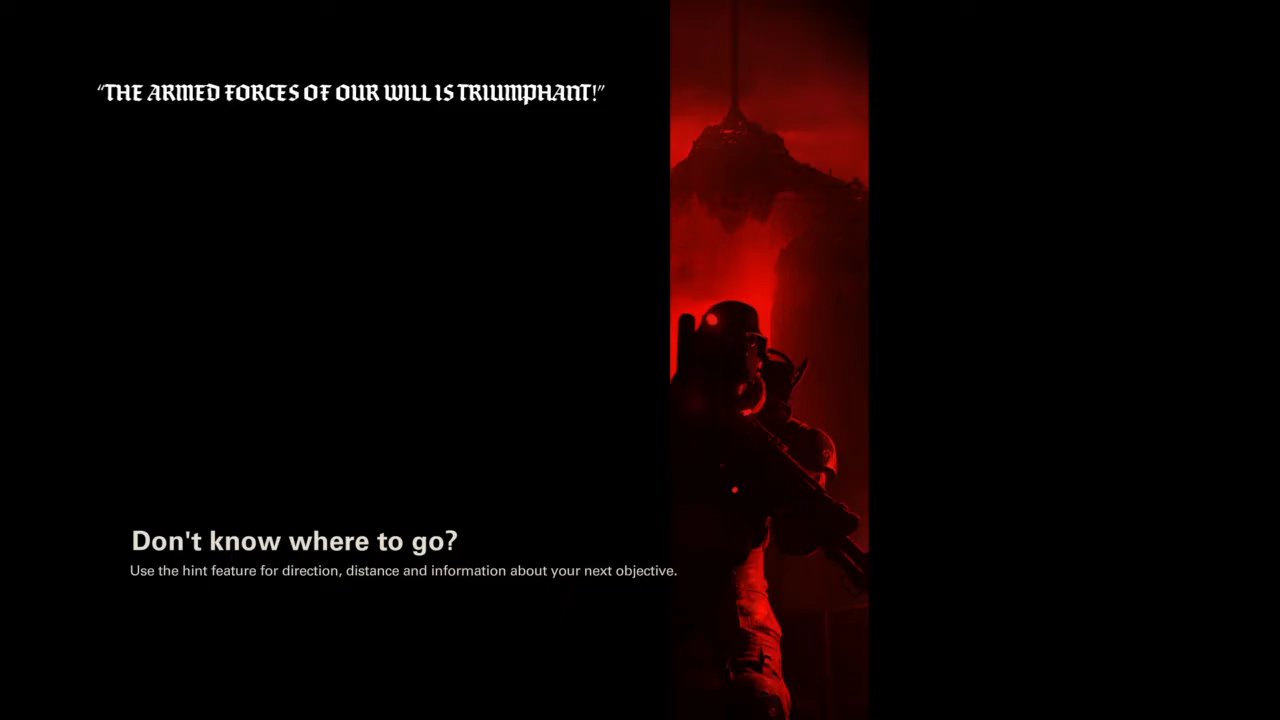 “THE ARMED FORCES OF OUR WILL IS TRIUMPHANT!”
Don't know where to go?
Use the hint feature for direction, distance and information about your next objective.